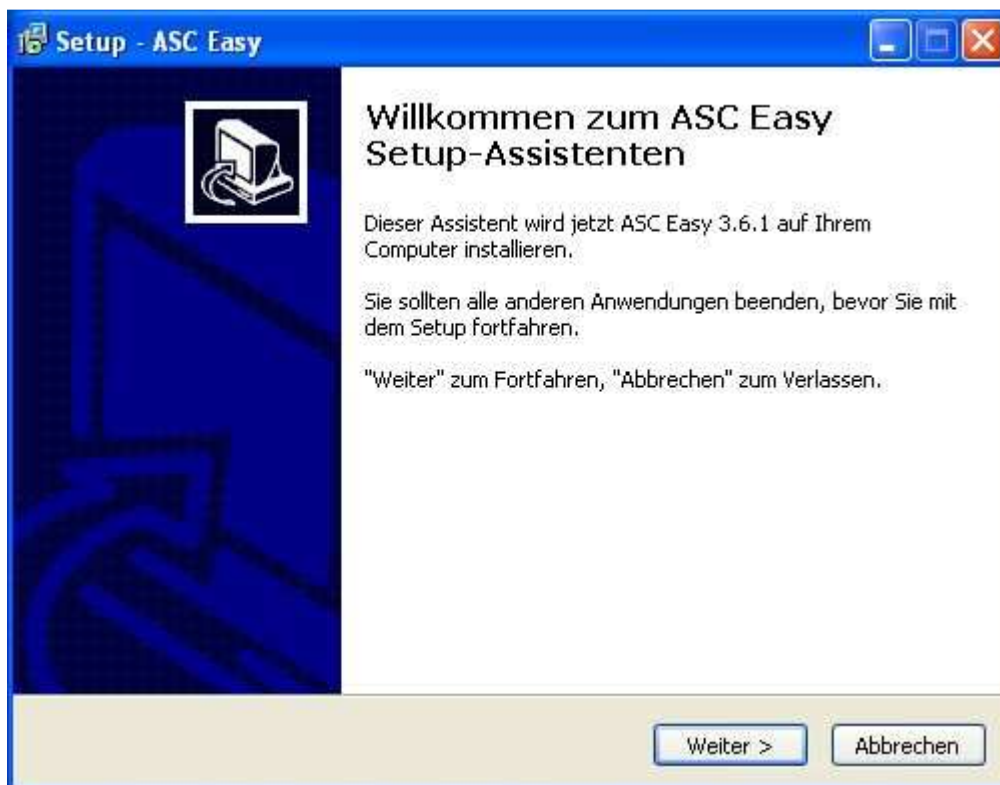 Setup - ASC Easy
Willkommen zum ASC Easy
Setup-Assistenten
Dieser Assistent wird jetzt ASC Easy 3.6.1 auf Ihrem
Computer installieren.
Sie sollten alle anderen Anwendungen beenden, bevor Sie mit
dem Setup fortfahren.
"Weiter" zum Fortfahren, "Abbrechen" zum Verlassen.
Weiter >
Abbrechen